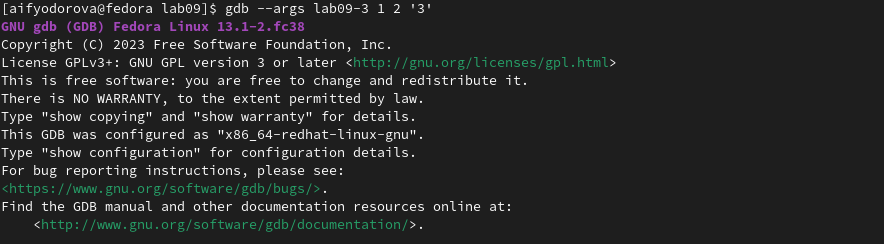 [aifyodorova@fedora lab09]$ gdb --args lab09-3 1 2 '3'
GNU gdb (GDB) Fedora Linux 13.1-2.fc38
Copyright (C) 2023 Free Software Foundation, Inc.
License GPLv3+: GNU GPL version 3 or later <http://gnu.org/licenses/gpl.html>
This is free software: you are free to change and redistribute it.
There is NO WARRANTY, to the extent permitted by law.
Type "show copying" and "show warranty" for details.
This GDB was configured as "x86_64-redhat-linux-gnu".
Type "show configuration" for configuration details.
For bug reporting instructions, please see:
<https://www.gnu.org/software/gdb/bugs/>.
Find the GDB manual and other documentation resources online at:
    <http://www.gnu.org/software/gdb/documentation/>.